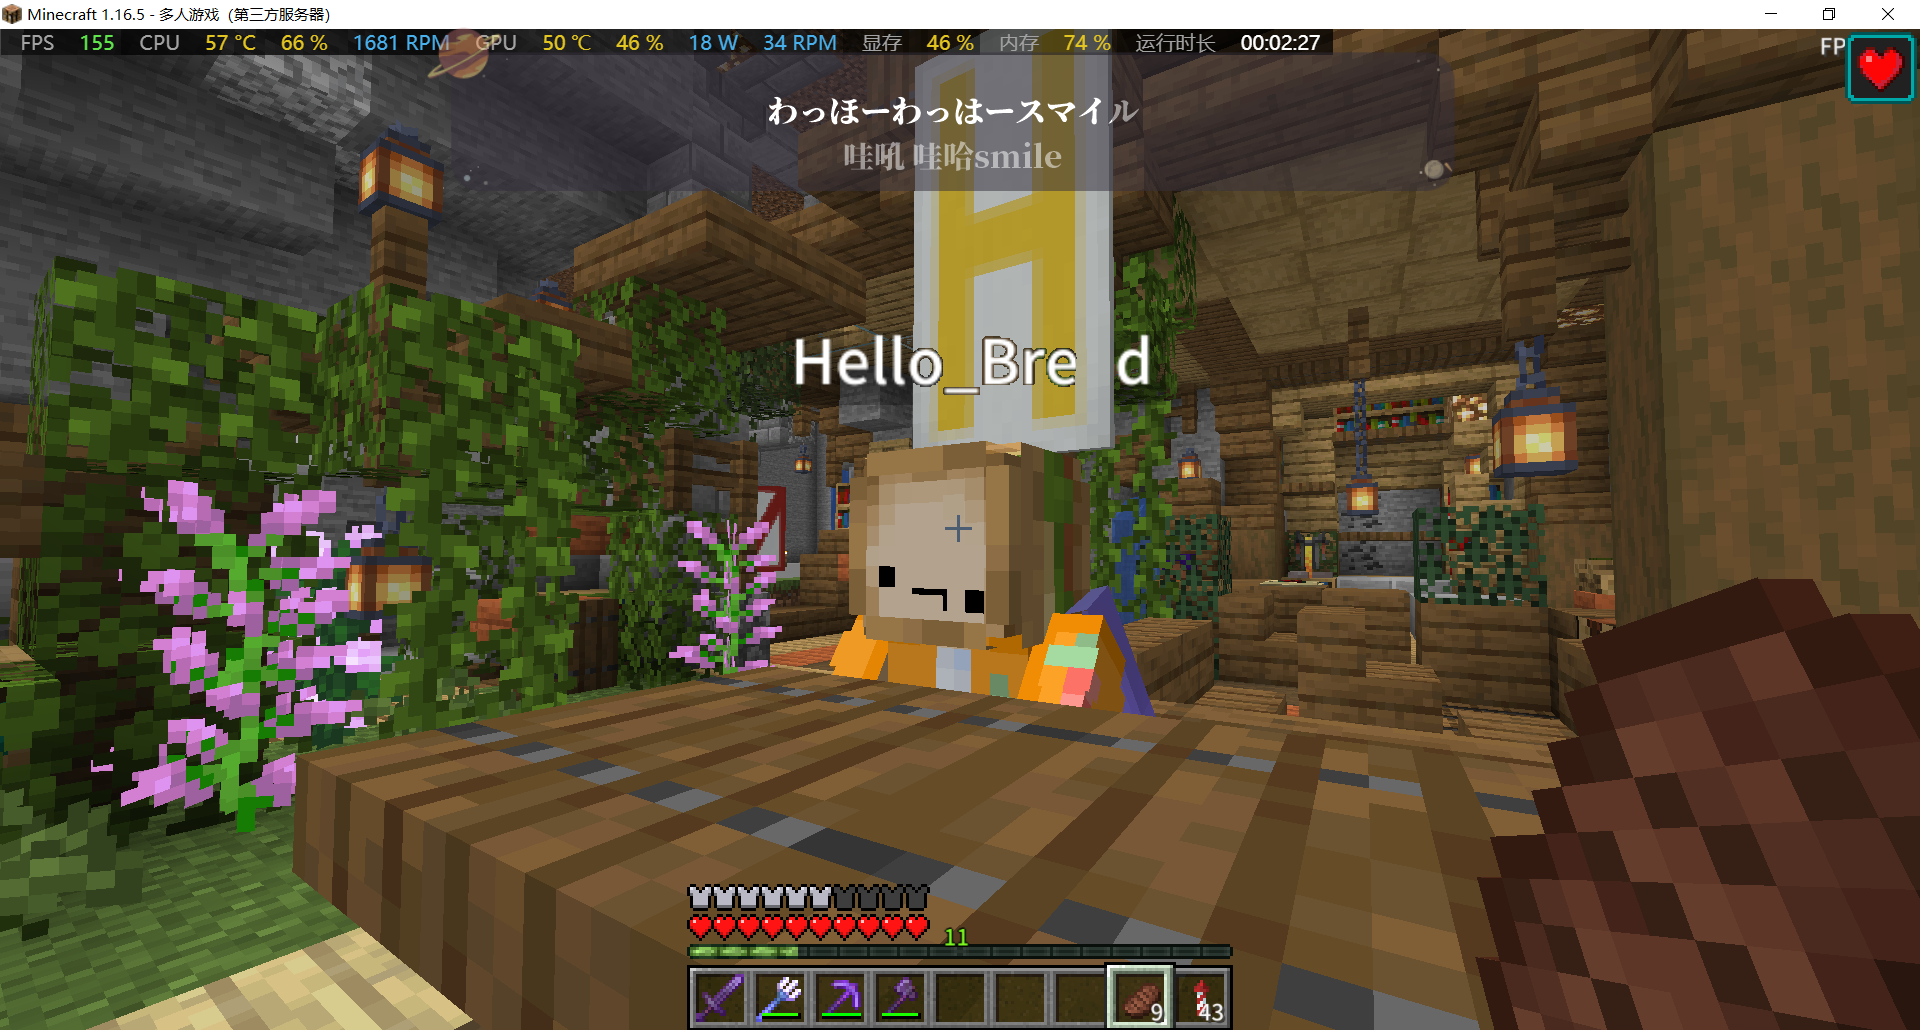 Minecraft 1.16.5 - 多人游戏（第三方服务器）
FPS 155 CPU 57 °C 66 % 1681 RPM GPU 50 °C 46 % 18 W 34 RPM 显存 46 % 内存 74 % 运行时长 00:02:27
FP
わっほーわっはースマイル
哇吼 哇哈smile
H
Hello_Bre d
11
9
43